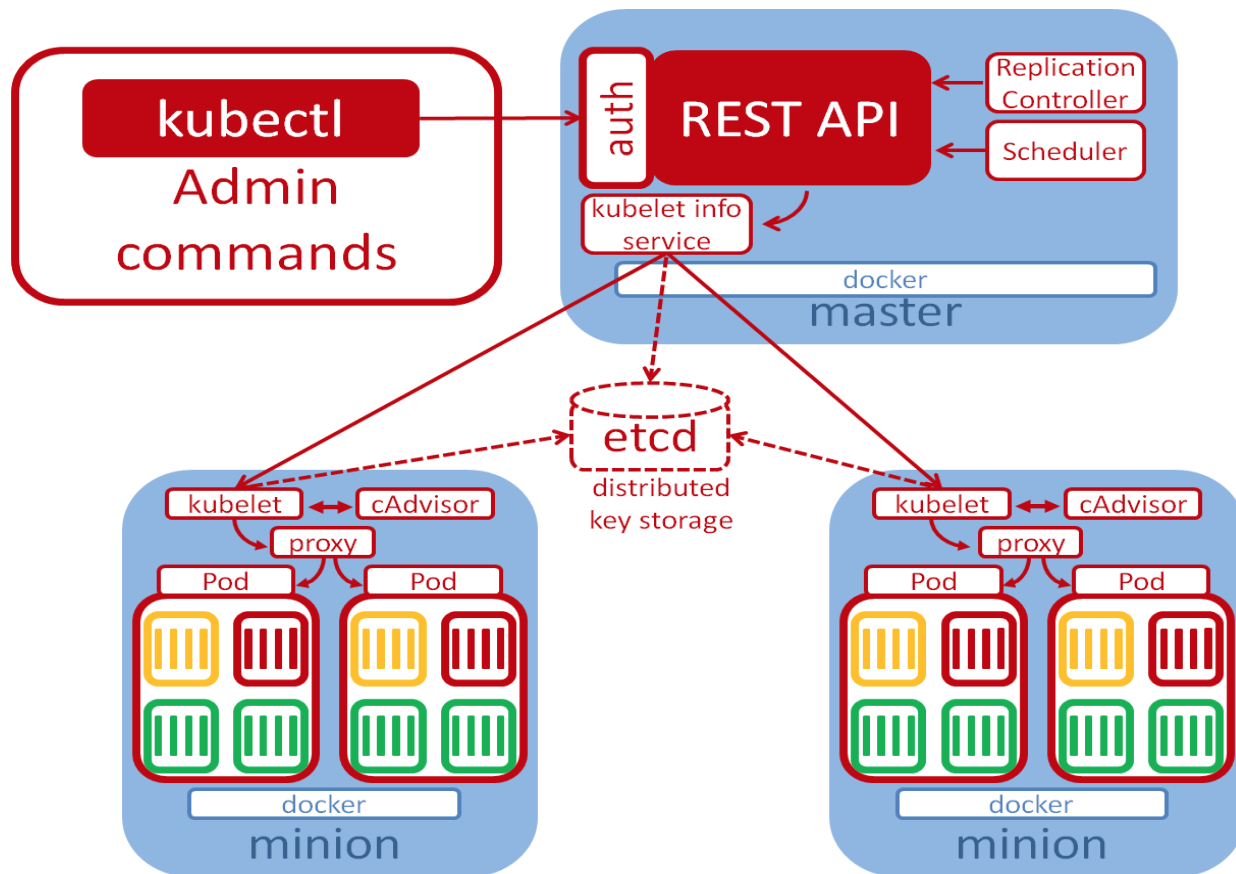 kubectl
Admin
commands
auth
REST API
Replication
Controller
Scheduler
kubelet info
service
docker
master
etcd
distributed
key storage
kubelet
cAdvisor
proxy
Pod
Pod
docker
minion
kubelet
cAdvisor
proxy
Pod
Pod
docker
minion